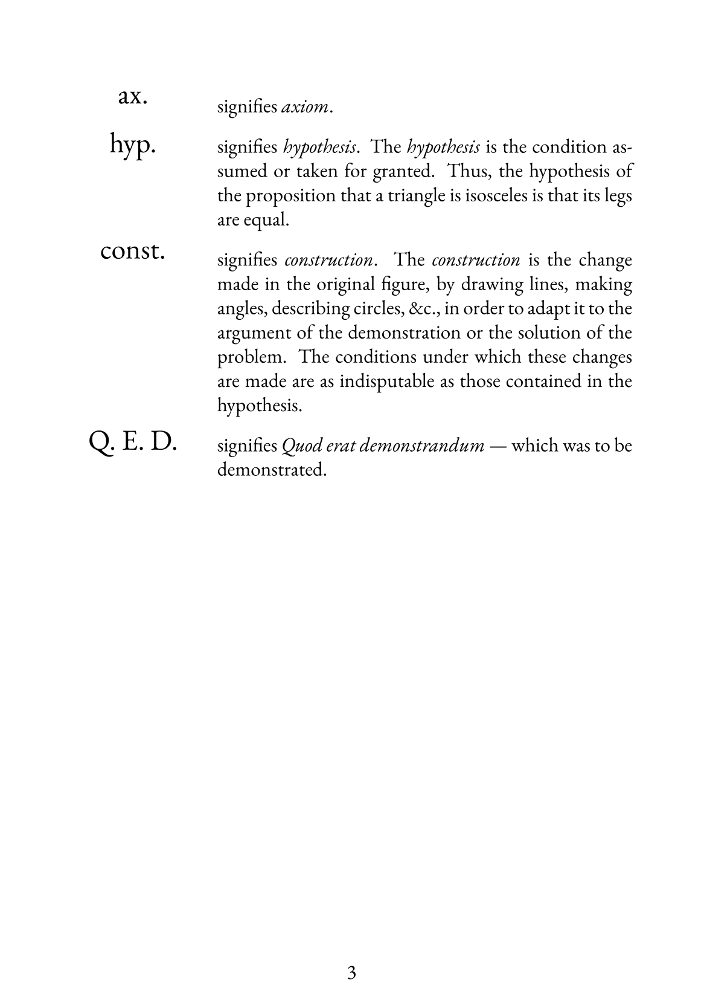 ax.
signifies axiom.
hyp.
signifies hypothesis. The hypothesis is the condition as-
sumed or taken for granted. Thus, the hypothesis of
the proposition that a triangle is isosceles is that its legs
are equal.
const.
signifies construction. The construction is the change
made in the original figure, by drawing lines, making
angles, describing circles, &c., in order to adapt it to the
argument of the demonstration or the solution of the
problem. The conditions under which these changes
are made are as indisputable as those contained in the
hypothesis.
Q. E. D.
signifies Quod erat demonstrandum — which was to be
demonstrated.
3